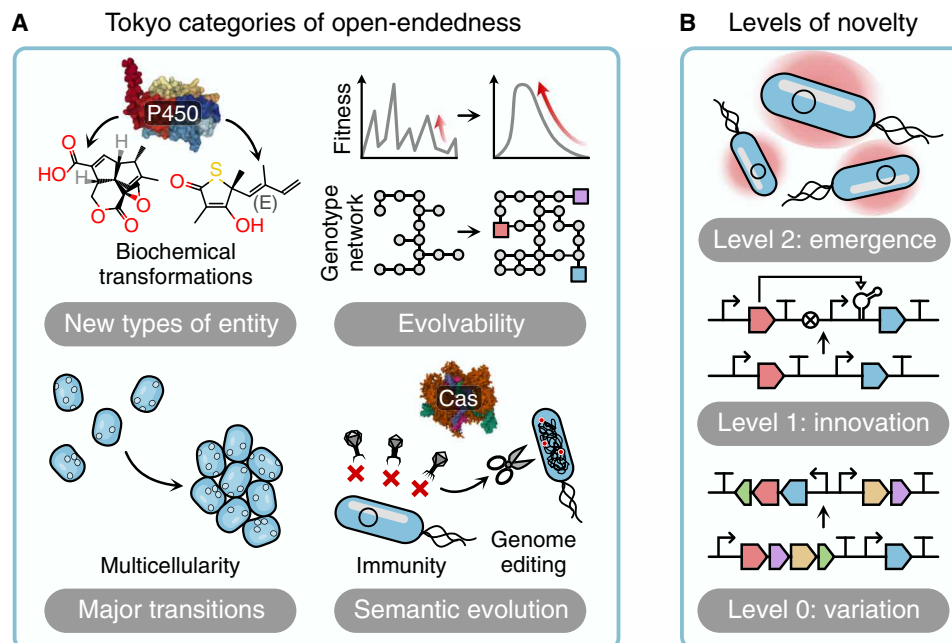 A Tokyo categories of open-endedness
P450
O
HO
H
H
O
O
O
S
O
(E)
OH
Biochemical
transformations
New types of entity
Fitness
Genotype
network
Evolvability
Multicellularity
Major transitions
Cas
Immunity
Genome
editing
Semantic evolution
B Levels of novelty
Level 2: emergence
Level 1: innovation
Level 0: variation